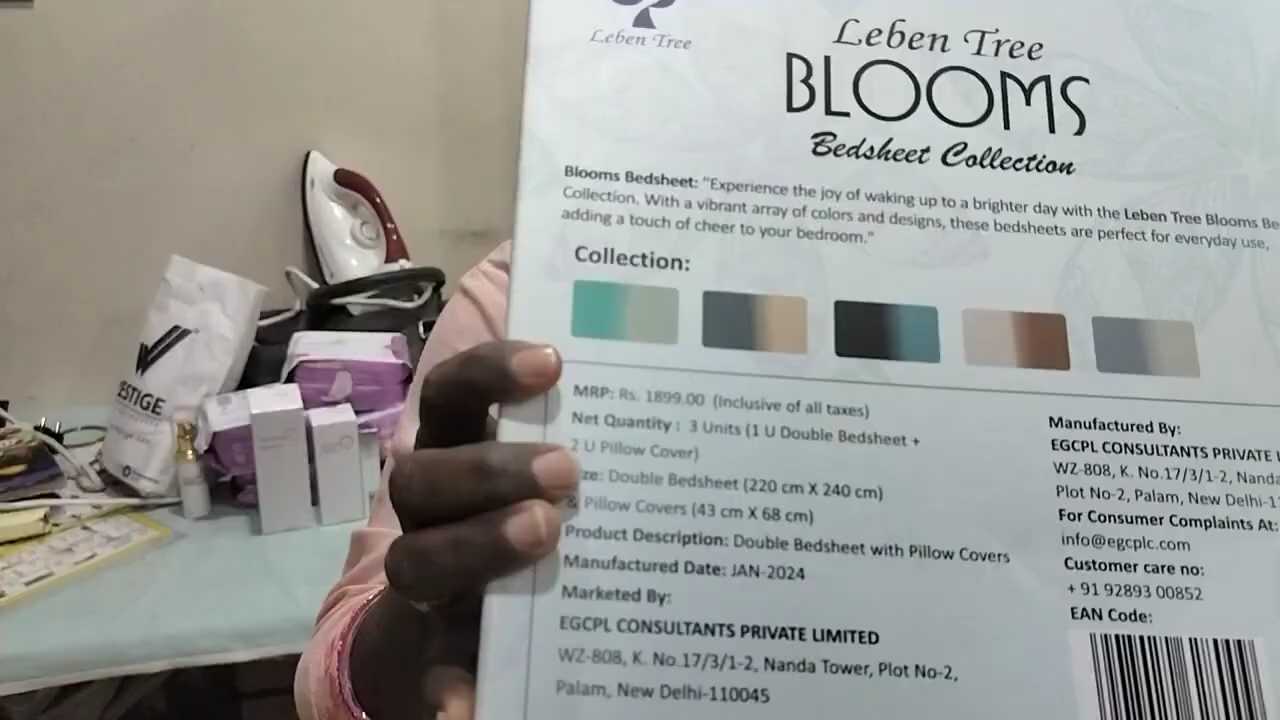 Leben Tree
Leben Tree
BLOOMS
Bedsheet Collection
Blooms Bedsheet: "Experience the joy of waking up to a brighter day with the Leben Tree Blooms Be
Collection. With a vibrant array of colors and designs, these bedsheets are perfect for everyday use,
adding a touch of cheer to your bedroom."
Collection:
MRP: Rs. 1899.00 (Inclusive of all taxes)
Net Quantity : 3 Units (1 U Double Bedsheet +
2 U Pillow Cover)
ze: Double Bedsheet (220 cm X 240 cm)
& Pillow Covers (43 cm X 68 cm)
Product Description: Double Bedsheet with Pillow Covers
Manufactured Date: JAN-2024
Marketed By:
EGCPL CONSULTANTS PRIVATE LIMITED
WZ-808, K. No.17/3/1-2, Nanda Tower, Plot No-2,
Palam, New Delhi-110045
Manufactured By:
EGCPL CONSULTANTS PRIVATE L
WZ-808, K. No.17/3/1-2, Nanda
Plot No-2, Palam, New Delhi-1
For Consumer Complaints At:
info@egcplc.com
Customer care no:
+ 91 92893 00852
EAN Code:
ESTIGE